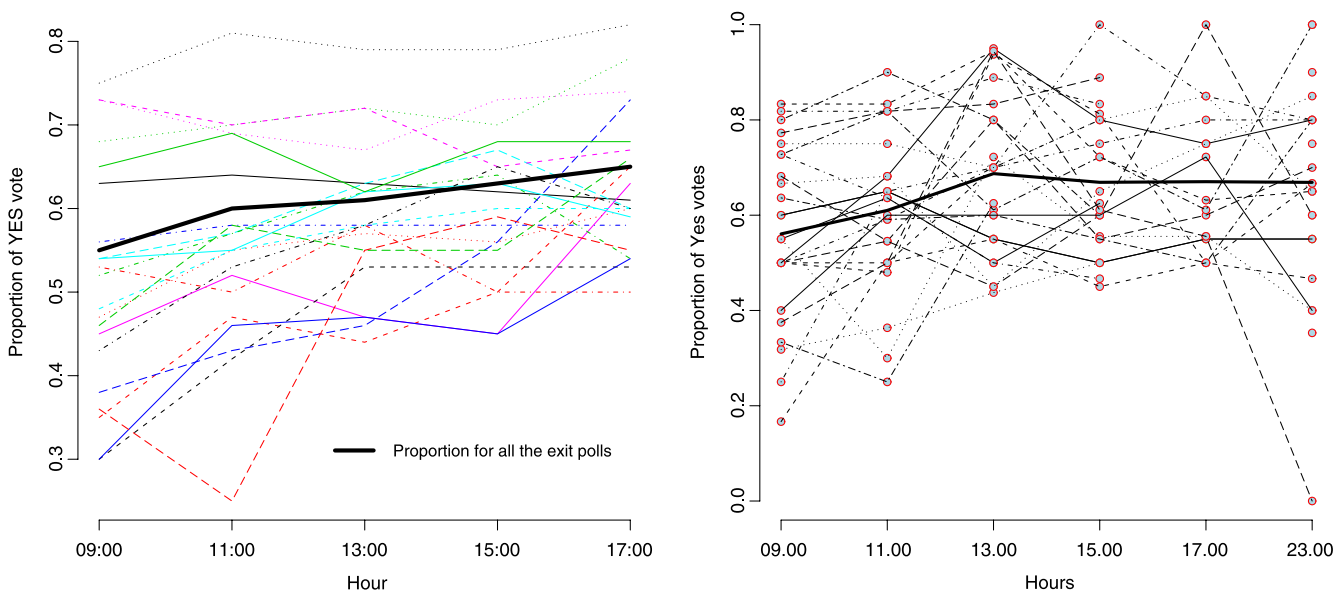 Proportion of YES vote
0.8
0.7
0.6
0.5
0.4
0.3
Proportion for all the exit polls
09:00 11:00 13:00 15:00 17:00
Hour
Proportion of Yes votes
1.0
0.8
0.6
0.4
0.2
0.0
09.00 11.00 13.00 15.00 17.00 23.00
Hours